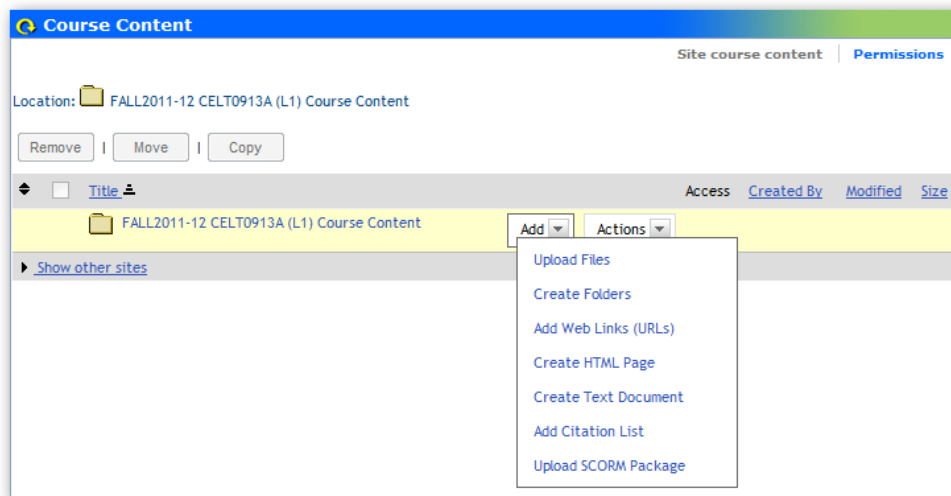 Course Content
Site course content | Permissions
Location: FALL2011-12 CELT0913A (L1) Course Content
Remove | Move | Copy
Title Access Created By Modified Size
FALL2011-12 CELT0913A (L1) Course Content Add Actions
Upload Files
Show other sites
Create Folders
Add Web Links (URLs)
Create HTML Page
Create Text Document
Add Citation List
Upload SCORM Package